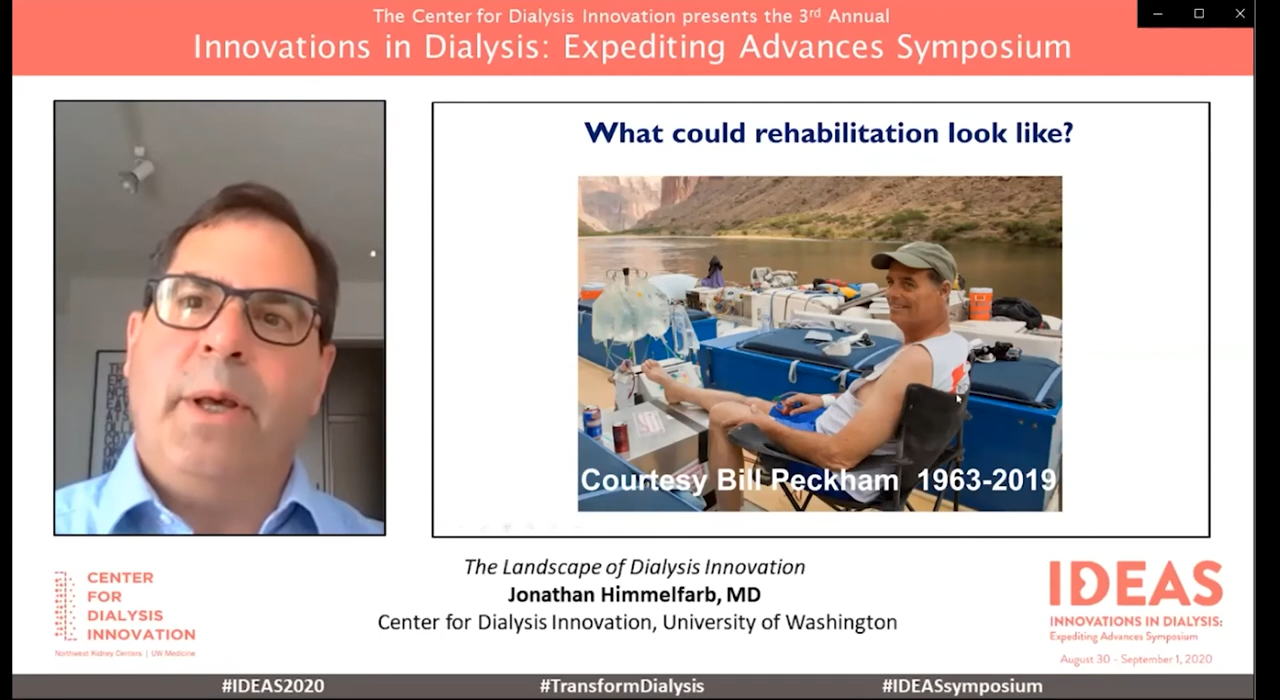 The Center for Dialysis Innovation presents the 3rd Annual
Innovations in Dialysis: Expediting Advances Symposium
What could rehabilitation look like?
Courtesy Bill Peckham 1963-2019
The Landscape of Dialysis Innovation
Jonathan Himmelfarb, MD
Center for Dialysis Innovation, University of Washington
CENTER
FOR
DIALYSIS
INNOVATION
Northwest Kidney Centers | UW Medicine
IDEAS
INNOVATIONS IN DIALYSIS:
Expediting Advances Symposium
August 30 - September 1, 2020
#IDEAS2020
#TransformDialysis
#IDEASsymposium